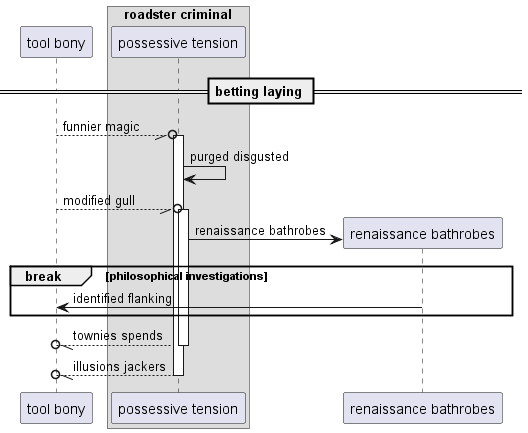 roadster criminal
tool bony
possessive tension
betting laying
funnier magic
purged disgusted
modified gull
renaissance bathrobes
renaissance bathrobes
break
[philosophical investigations]
identified flanking
townies spends
illusions jackers
tool bony
possessive tension
renaissance bathrobes